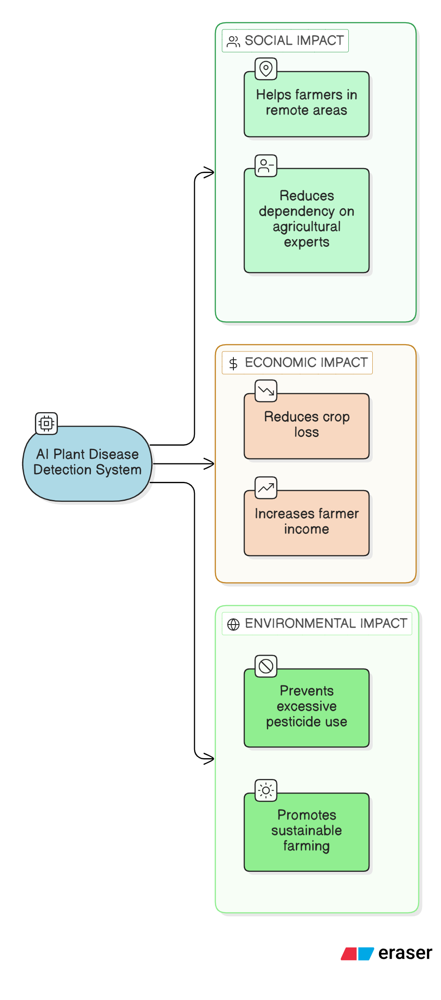 SOCIAL IMPACT
Helps farmers in
remote areas
Reduces
dependency on
agricultural
experts
ECONOMIC IMPACT
Reduces crop
loss
AI Plant Disease
Detection System
Increases farmer
income
ENVIRONMENTAL IMPACT
Prevents
excessive
pesticide use
Promotes
sustainable
farming
eraser